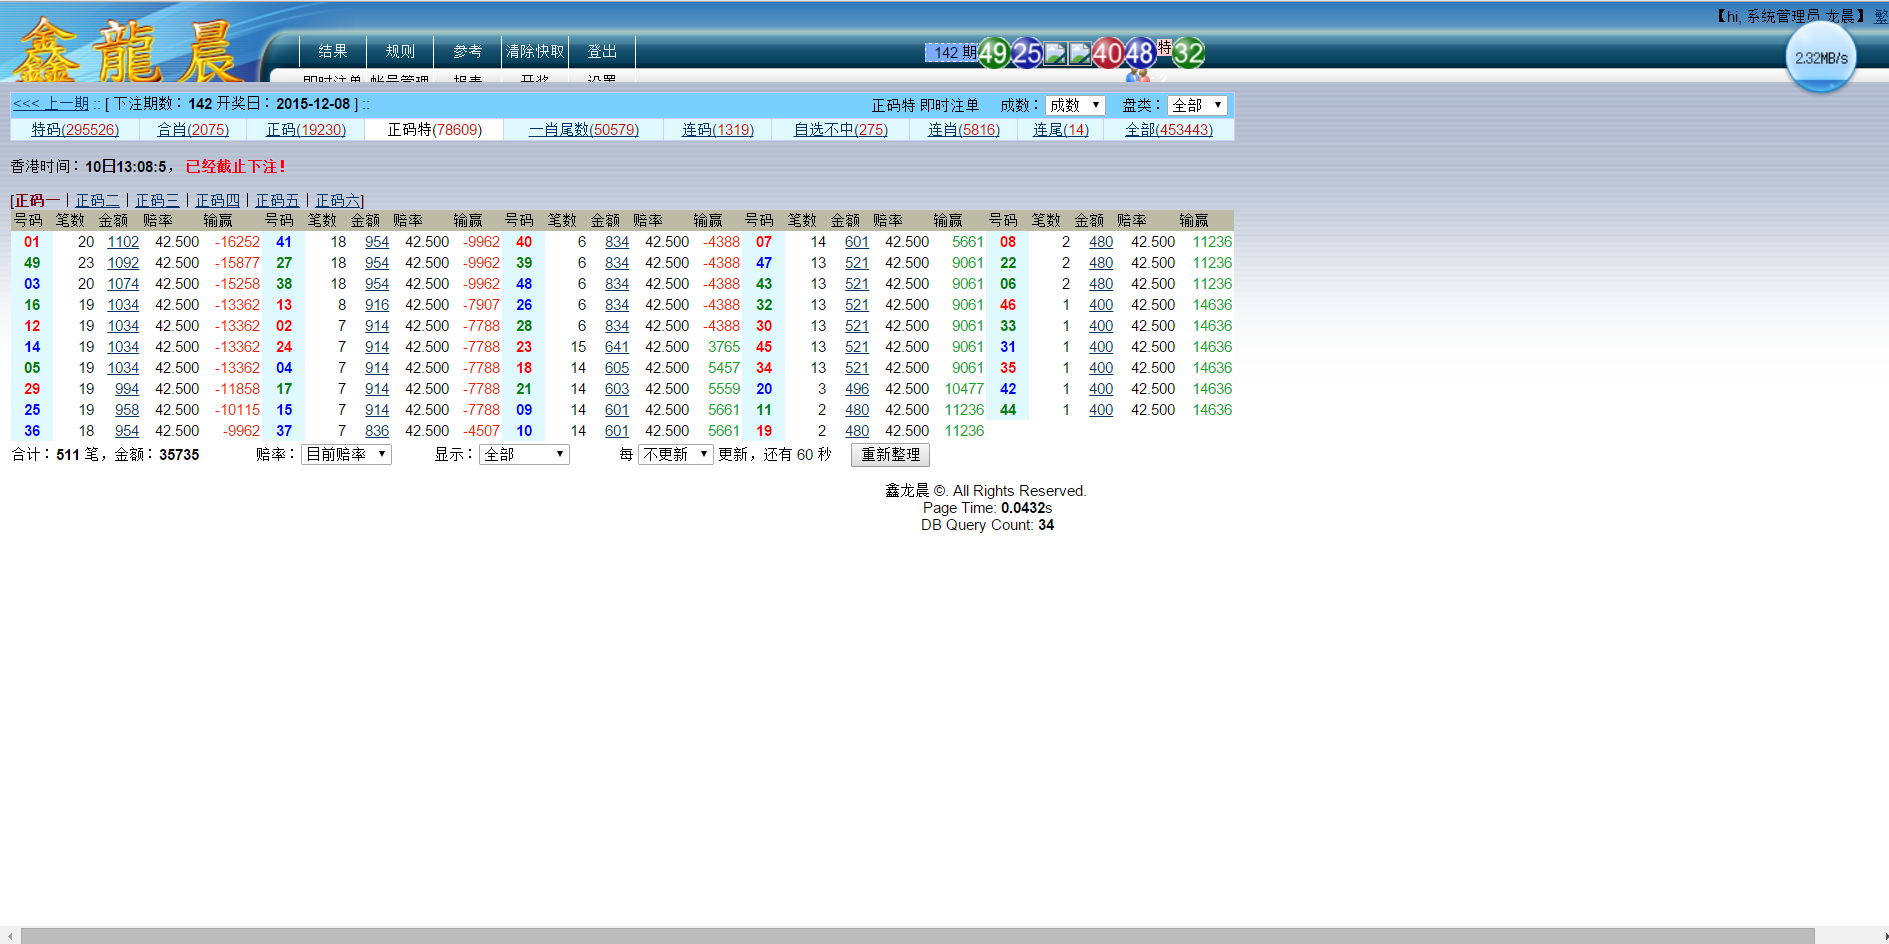 【hi, 系统管理员 龙晨】 繁
鑫龍晨
结果 规则 参考 清除快取 登出
142 期 49 25 40 48 特 32
2.32MB/s
即时注单 帐号管理 报表 开奖 设置
<<< 上一期 :: [ 下注期数：142 开奖日：2015-12-08 ] :: 正码特 即时注单 成数： 成数 盘类： 全部
特码(295526) 合肖(2075) 正码(19230) 正码特(78609) 一肖尾数(50579) 连码(1319) 自选不中(275) 连肖(5816) 连尾(14) 全部(453443)
香港时间：10日13:08:5， 已经截止下注！
[正码一 | 正码二 | 正码三 | 正码四 | 正码五 | 正码六]
号码 笔数 金额 赔率 输赢 号码 笔数 金额 赔率 输赢 号码 笔数 金额 赔率 输赢 号码 笔数 金额 赔率 输赢 号码 笔数 金额 赔率 输赢
01 20 1102 42.500 -16252 41 18 954 42.500 -9962 40 6 834 42.500 -4388 07 14 601 42.500 5661 08 2 480 42.500 11236
49 23 1092 42.500 -15877 27 18 954 42.500 -9962 39 6 834 42.500 -4388 47 13 521 42.500 9061 22 2 480 42.500 11236
03 20 1074 42.500 -15258 38 18 954 42.500 -9962 48 6 834 42.500 -4388 43 13 521 42.500 9061 06 2 480 42.500 11236
16 19 1034 42.500 -13362 13 8 916 42.500 -7907 26 6 834 42.500 -4388 32 13 521 42.500 9061 46 1 400 42.500 14636
12 19 1034 42.500 -13362 02 7 914 42.500 -7788 28 6 834 42.500 -4388 30 13 521 42.500 9061 33 1 400 42.500 14636
14 19 1034 42.500 -13362 24 7 914 42.500 -7788 23 15 641 42.500 3765 45 13 521 42.500 9061 31 1 400 42.500 14636
05 19 1034 42.500 -13362 04 7 914 42.500 -7788 18 14 605 42.500 5457 34 13 521 42.500 9061 35 1 400 42.500 14636
29 19 994 42.500 -11858 17 7 914 42.500 -7788 21 14 603 42.500 5559 20 3 496 42.500 10477 42 1 400 42.500 14636
25 19 958 42.500 -10115 15 7 914 42.500 -7788 09 14 601 42.500 5661 11 2 480 42.500 11236 44 1 400 42.500 14636
36 18 954 42.500 -9962 37 7 836 42.500 -4507 10 14 601 42.500 5661 19 2 480 42.500 11236
合计：511 笔，金额：35735 赔率： 目前赔率 显示： 全部 每 不更新 更新，还有 60 秒 重新整理
鑫龙晨 ©. All Rights Reserved.
Page Time: 0.0432s
DB Query Count: 34